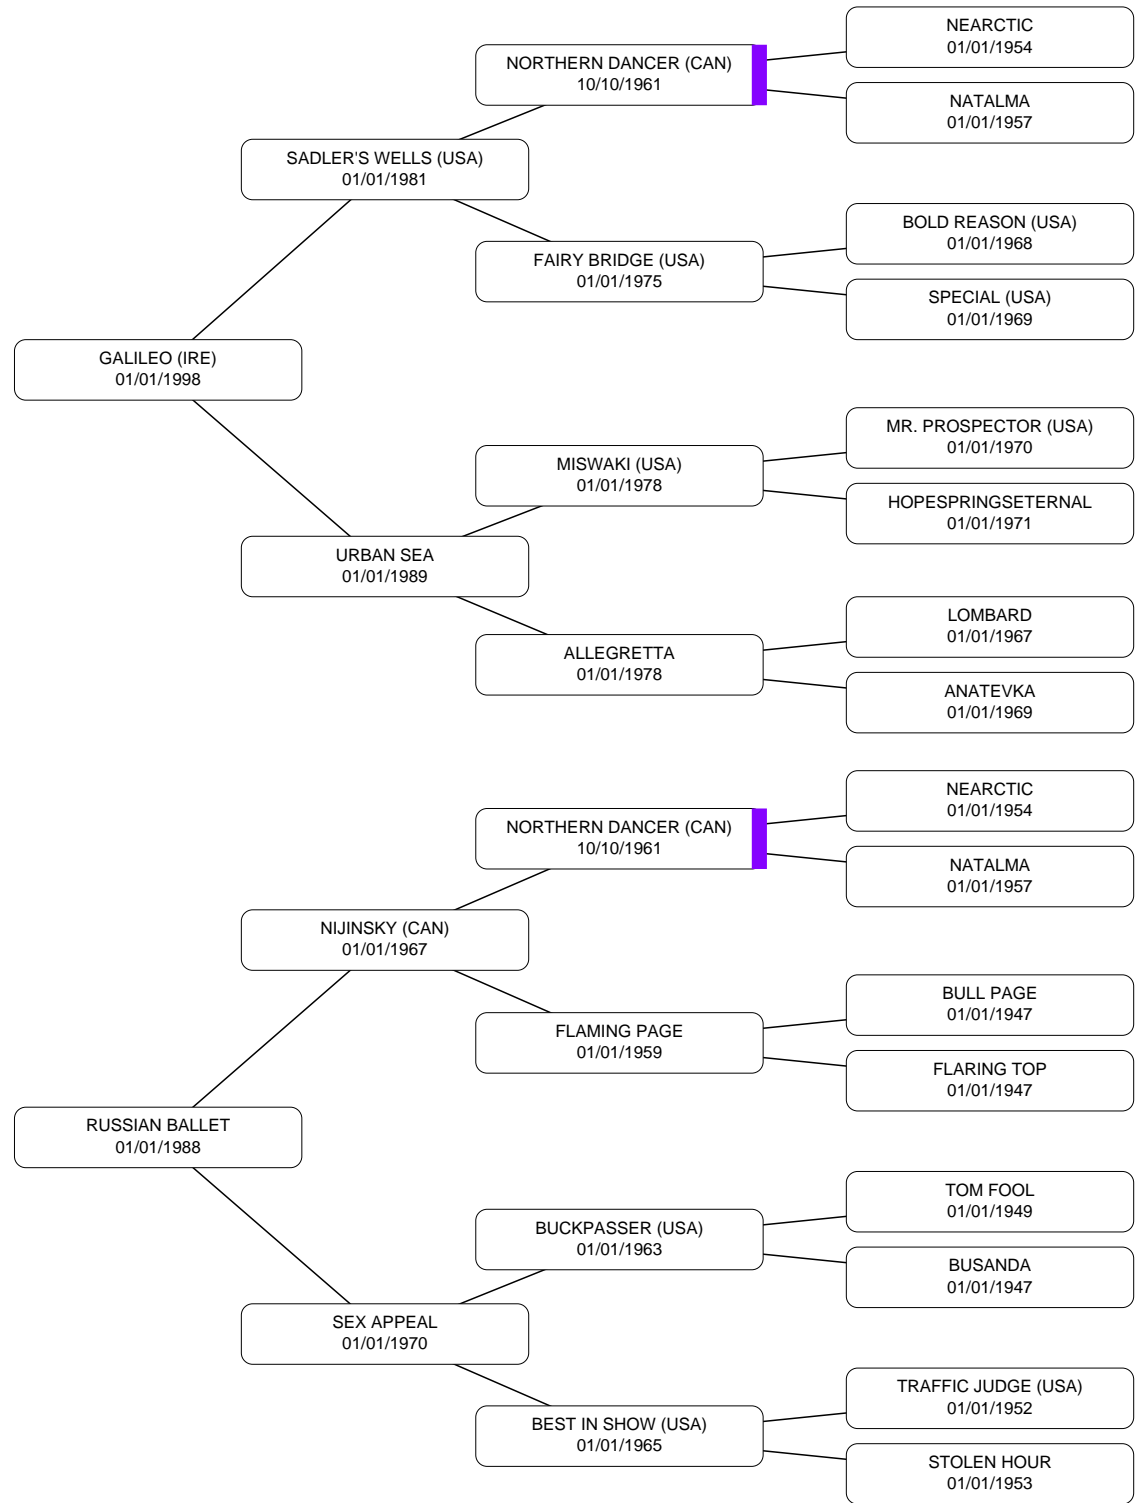 NEARCTIC
01/01/1954
NORTHERN DANCER (CAN)
10/10/1961
NATALMA
01/01/1957
SADLER'S WELLS (USA)
01/01/1981
BOLD REASON (USA)
01/01/1968
FAIRY BRIDGE (USA)
01/01/1975
SPECIAL (USA)
01/01/1969
GALILEO (IRE)
01/01/1998
MR. PROSPECTOR (USA)
01/01/1970
MISWAKI (USA)
01/01/1978
HOPESPRINGSETERNAL
01/01/1971
URBAN SEA
01/01/1989
LOMBARD
01/01/1967
ALLEGRETTA
01/01/1978
ANATEVKA
01/01/1969
NEARCTIC
01/01/1954
NORTHERN DANCER (CAN)
10/10/1961
NATALMA
01/01/1957
NIJINSKY (CAN)
01/01/1967
BULL PAGE
01/01/1947
FLAMING PAGE
01/01/1959
FLARING TOP
01/01/1947
RUSSIAN BALLET
01/01/1988
TOM FOOL
01/01/1949
BUCKPASSER (USA)
01/01/1963
BUSANDA
01/01/1947
SEX APPEAL
01/01/1970
TRAFFIC JUDGE (USA)
01/01/1952
BEST IN SHOW (USA)
01/01/1965
STOLEN HOUR
01/01/1953